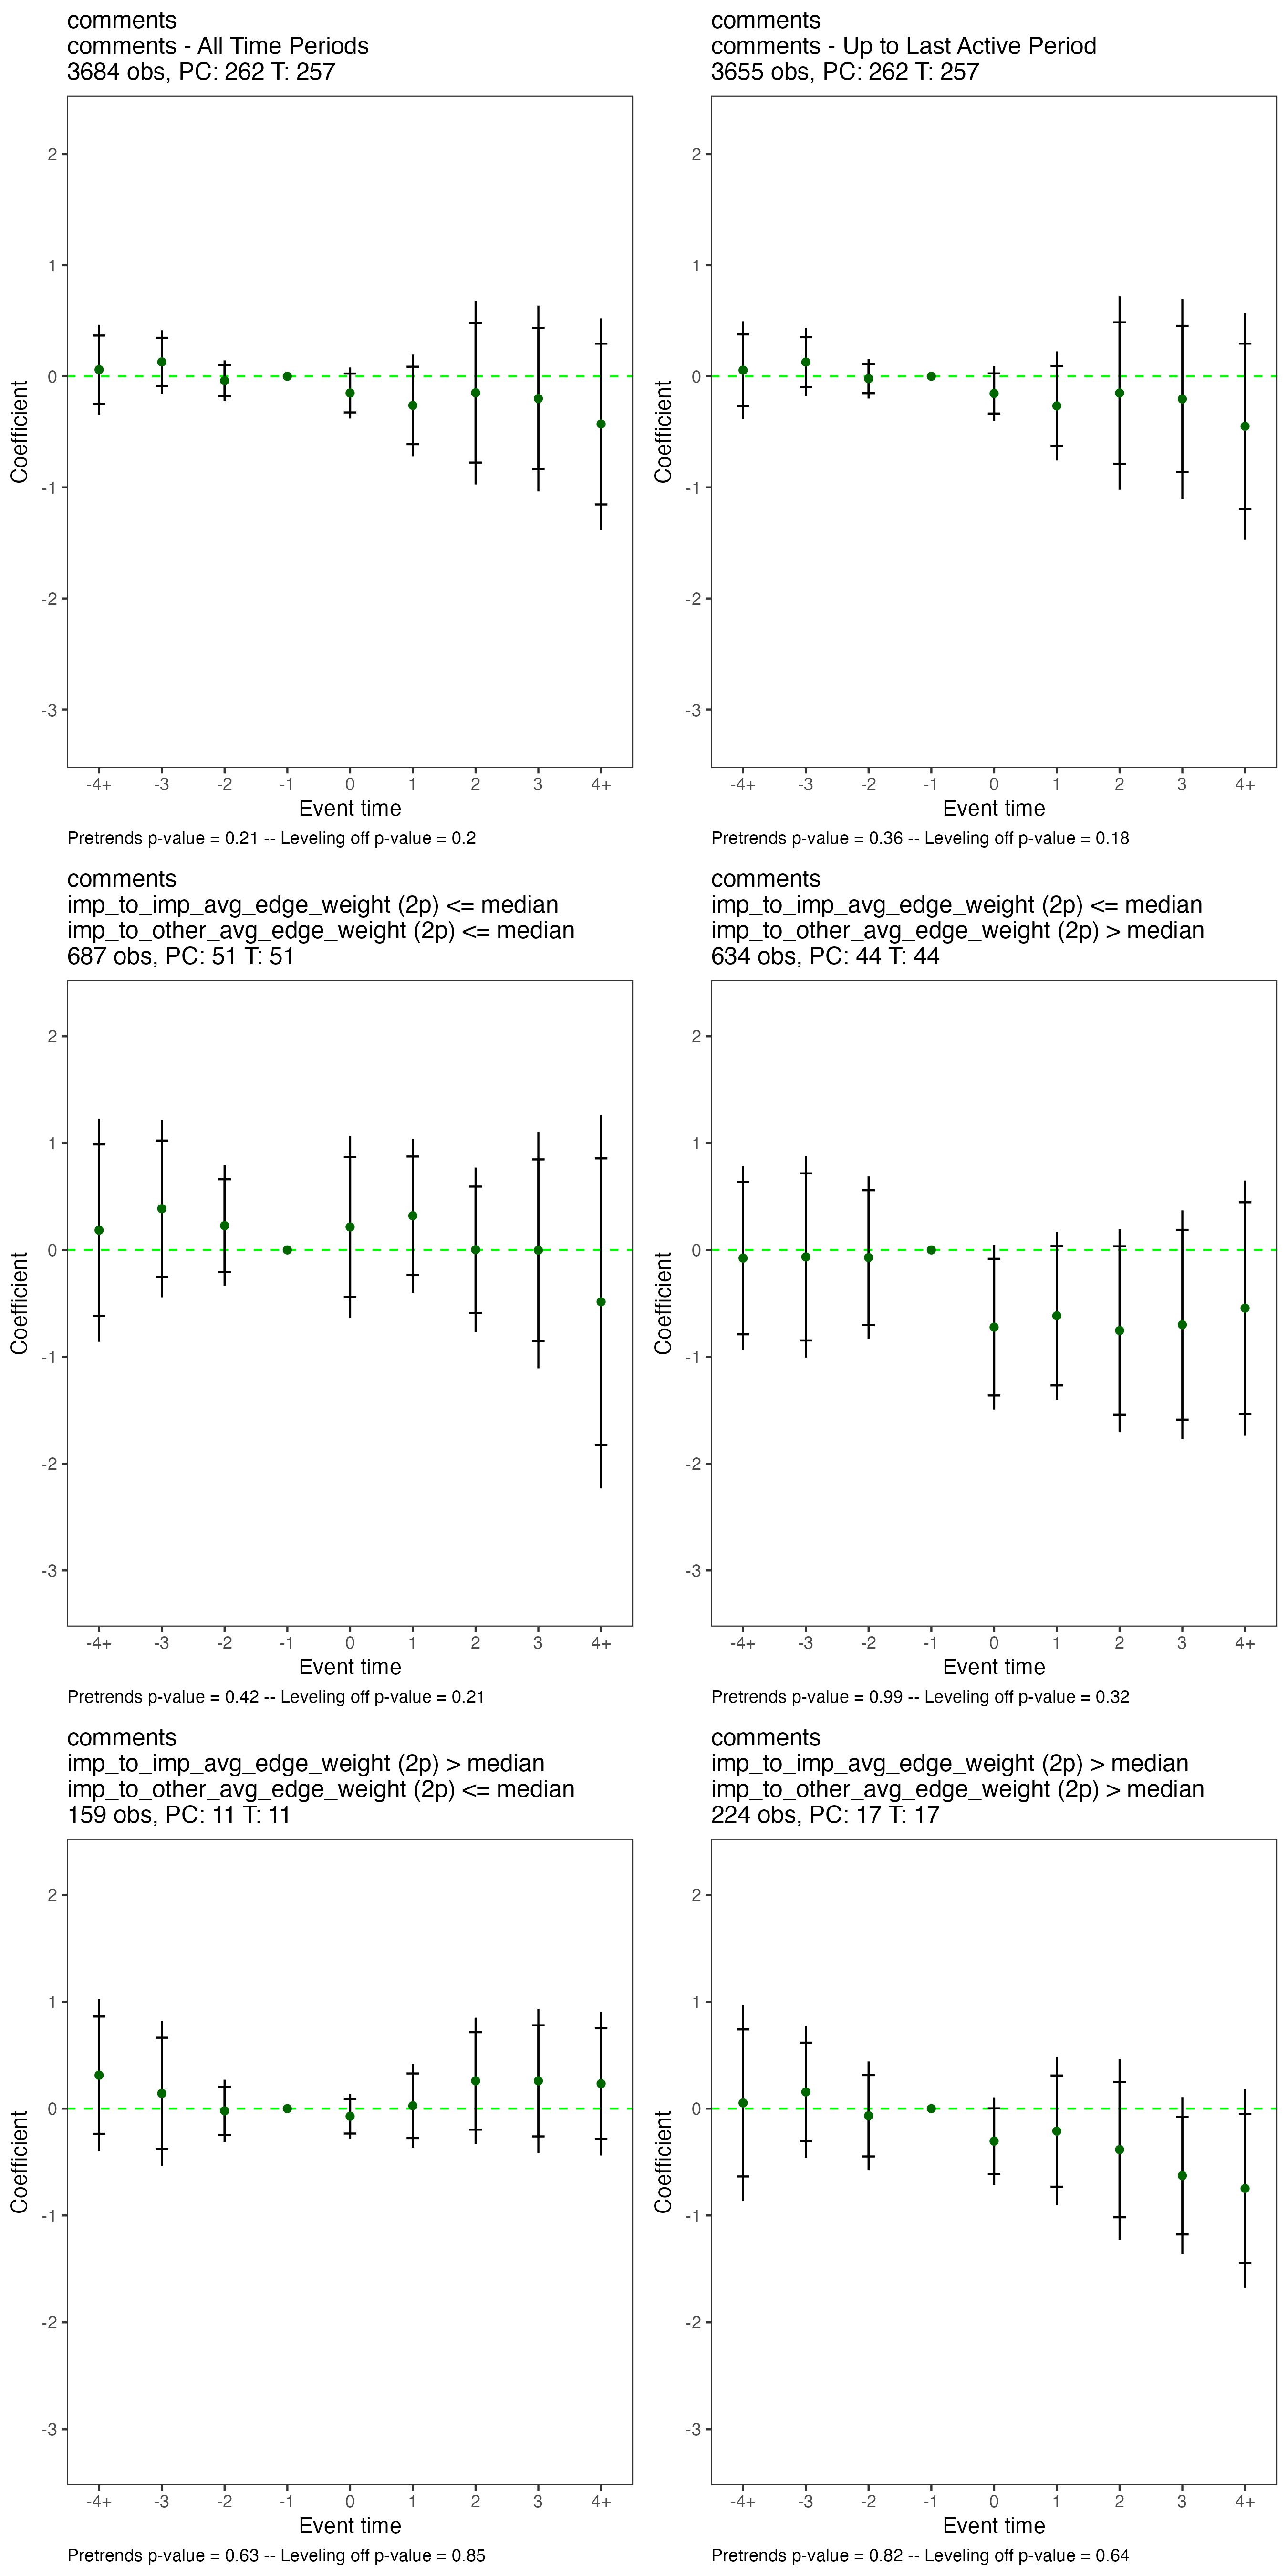 comments
comments - All Time Periods
3684 obs, PC: 262 T: 257
2
1
0
-1
-2
-3
Coefficient
-4+ -3 -2 -1 0 1 2 3 4+
Event time
Pretrends p-value = 0.21 -- Leveling off p-value = 0.2
comments
comments - Up to Last Active Period
3655 obs, PC: 262 T: 257
2
1
0
-1
-2
-3
Coefficient
-4+ -3 -2 -1 0 1 2 3 4+
Event time
Pretrends p-value = 0.36 -- Leveling off p-value = 0.18
comments
imp_to_imp_avg_edge_weight (2p) <= median
imp_to_other_avg_edge_weight (2p) <= median
687 obs, PC: 51 T: 51
2
1
0
-1
-2
-3
Coefficient
-4+ -3 -2 -1 0 1 2 3 4+
Event time
Pretrends p-value = 0.42 -- Leveling off p-value = 0.21
comments
imp_to_imp_avg_edge_weight (2p) <= median
imp_to_other_avg_edge_weight (2p) > median
634 obs, PC: 44 T: 44
2
1
0
-1
-2
-3
Coefficient
-4+ -3 -2 -1 0 1 2 3 4+
Event time
Pretrends p-value = 0.99 -- Leveling off p-value = 0.32
comments
imp_to_imp_avg_edge_weight (2p) > median
imp_to_other_avg_edge_weight (2p) <= median
159 obs, PC: 11 T: 11
2
1
0
-1
-2
-3
Coefficient
-4+ -3 -2 -1 0 1 2 3 4+
Event time
Pretrends p-value = 0.63 -- Leveling off p-value = 0.85
comments
imp_to_imp_avg_edge_weight (2p) > median
imp_to_other_avg_edge_weight (2p) > median
224 obs, PC: 17 T: 17
2
1
0
-1
-2
-3
Coefficient
-4+ -3 -2 -1 0 1 2 3 4+
Event time
Pretrends p-value = 0.82 -- Leveling off p-value = 0.64